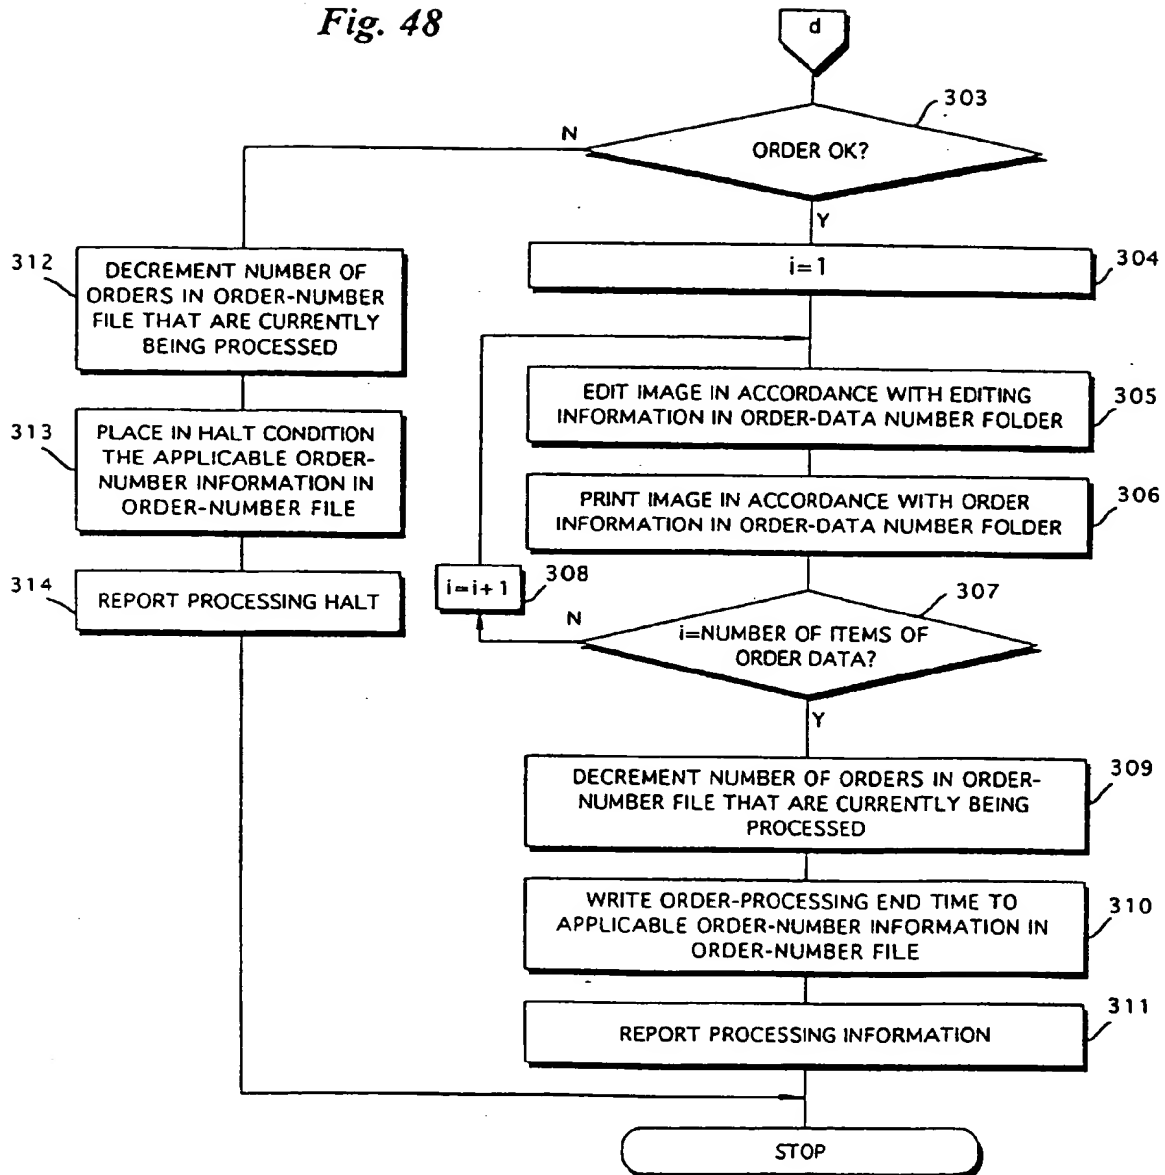 Fig. 48
d
303
N
ORDER OK?
Y
312
DECREMENT NUMBER OF
ORDERS IN ORDER-NUMBER
FILE THAT ARE CURRENTLY
BEING PROCESSED
i=1
304
EDIT IMAGE IN ACCORDANCE WITH EDITING
INFORMATION IN ORDER-DATA NUMBER FOLDER
305
313
PLACE IN HALT CONDITION
THE APPLICABLE ORDER-
NUMBER INFORMATION IN
ORDER-NUMBER FILE
PRINT IMAGE IN ACCORDANCE WITH ORDER
INFORMATION IN ORDER-DATA NUMBER FOLDER
306
314
REPORT PROCESSING HALT
i=i+1
308
307
N
i=NUMBER OF ITEMS OF
ORDER DATA?
Y
DECREMENT NUMBER OF ORDERS IN ORDER-
NUMBER FILE THAT ARE CURRENTLY BEING
PROCESSED
309
WRITE ORDER-PROCESSING END TIME TO
APPLICABLE ORDER-NUMBER INFORMATION IN
ORDER-NUMBER FILE
310
REPORT PROCESSING INFORMATION
311
STOP